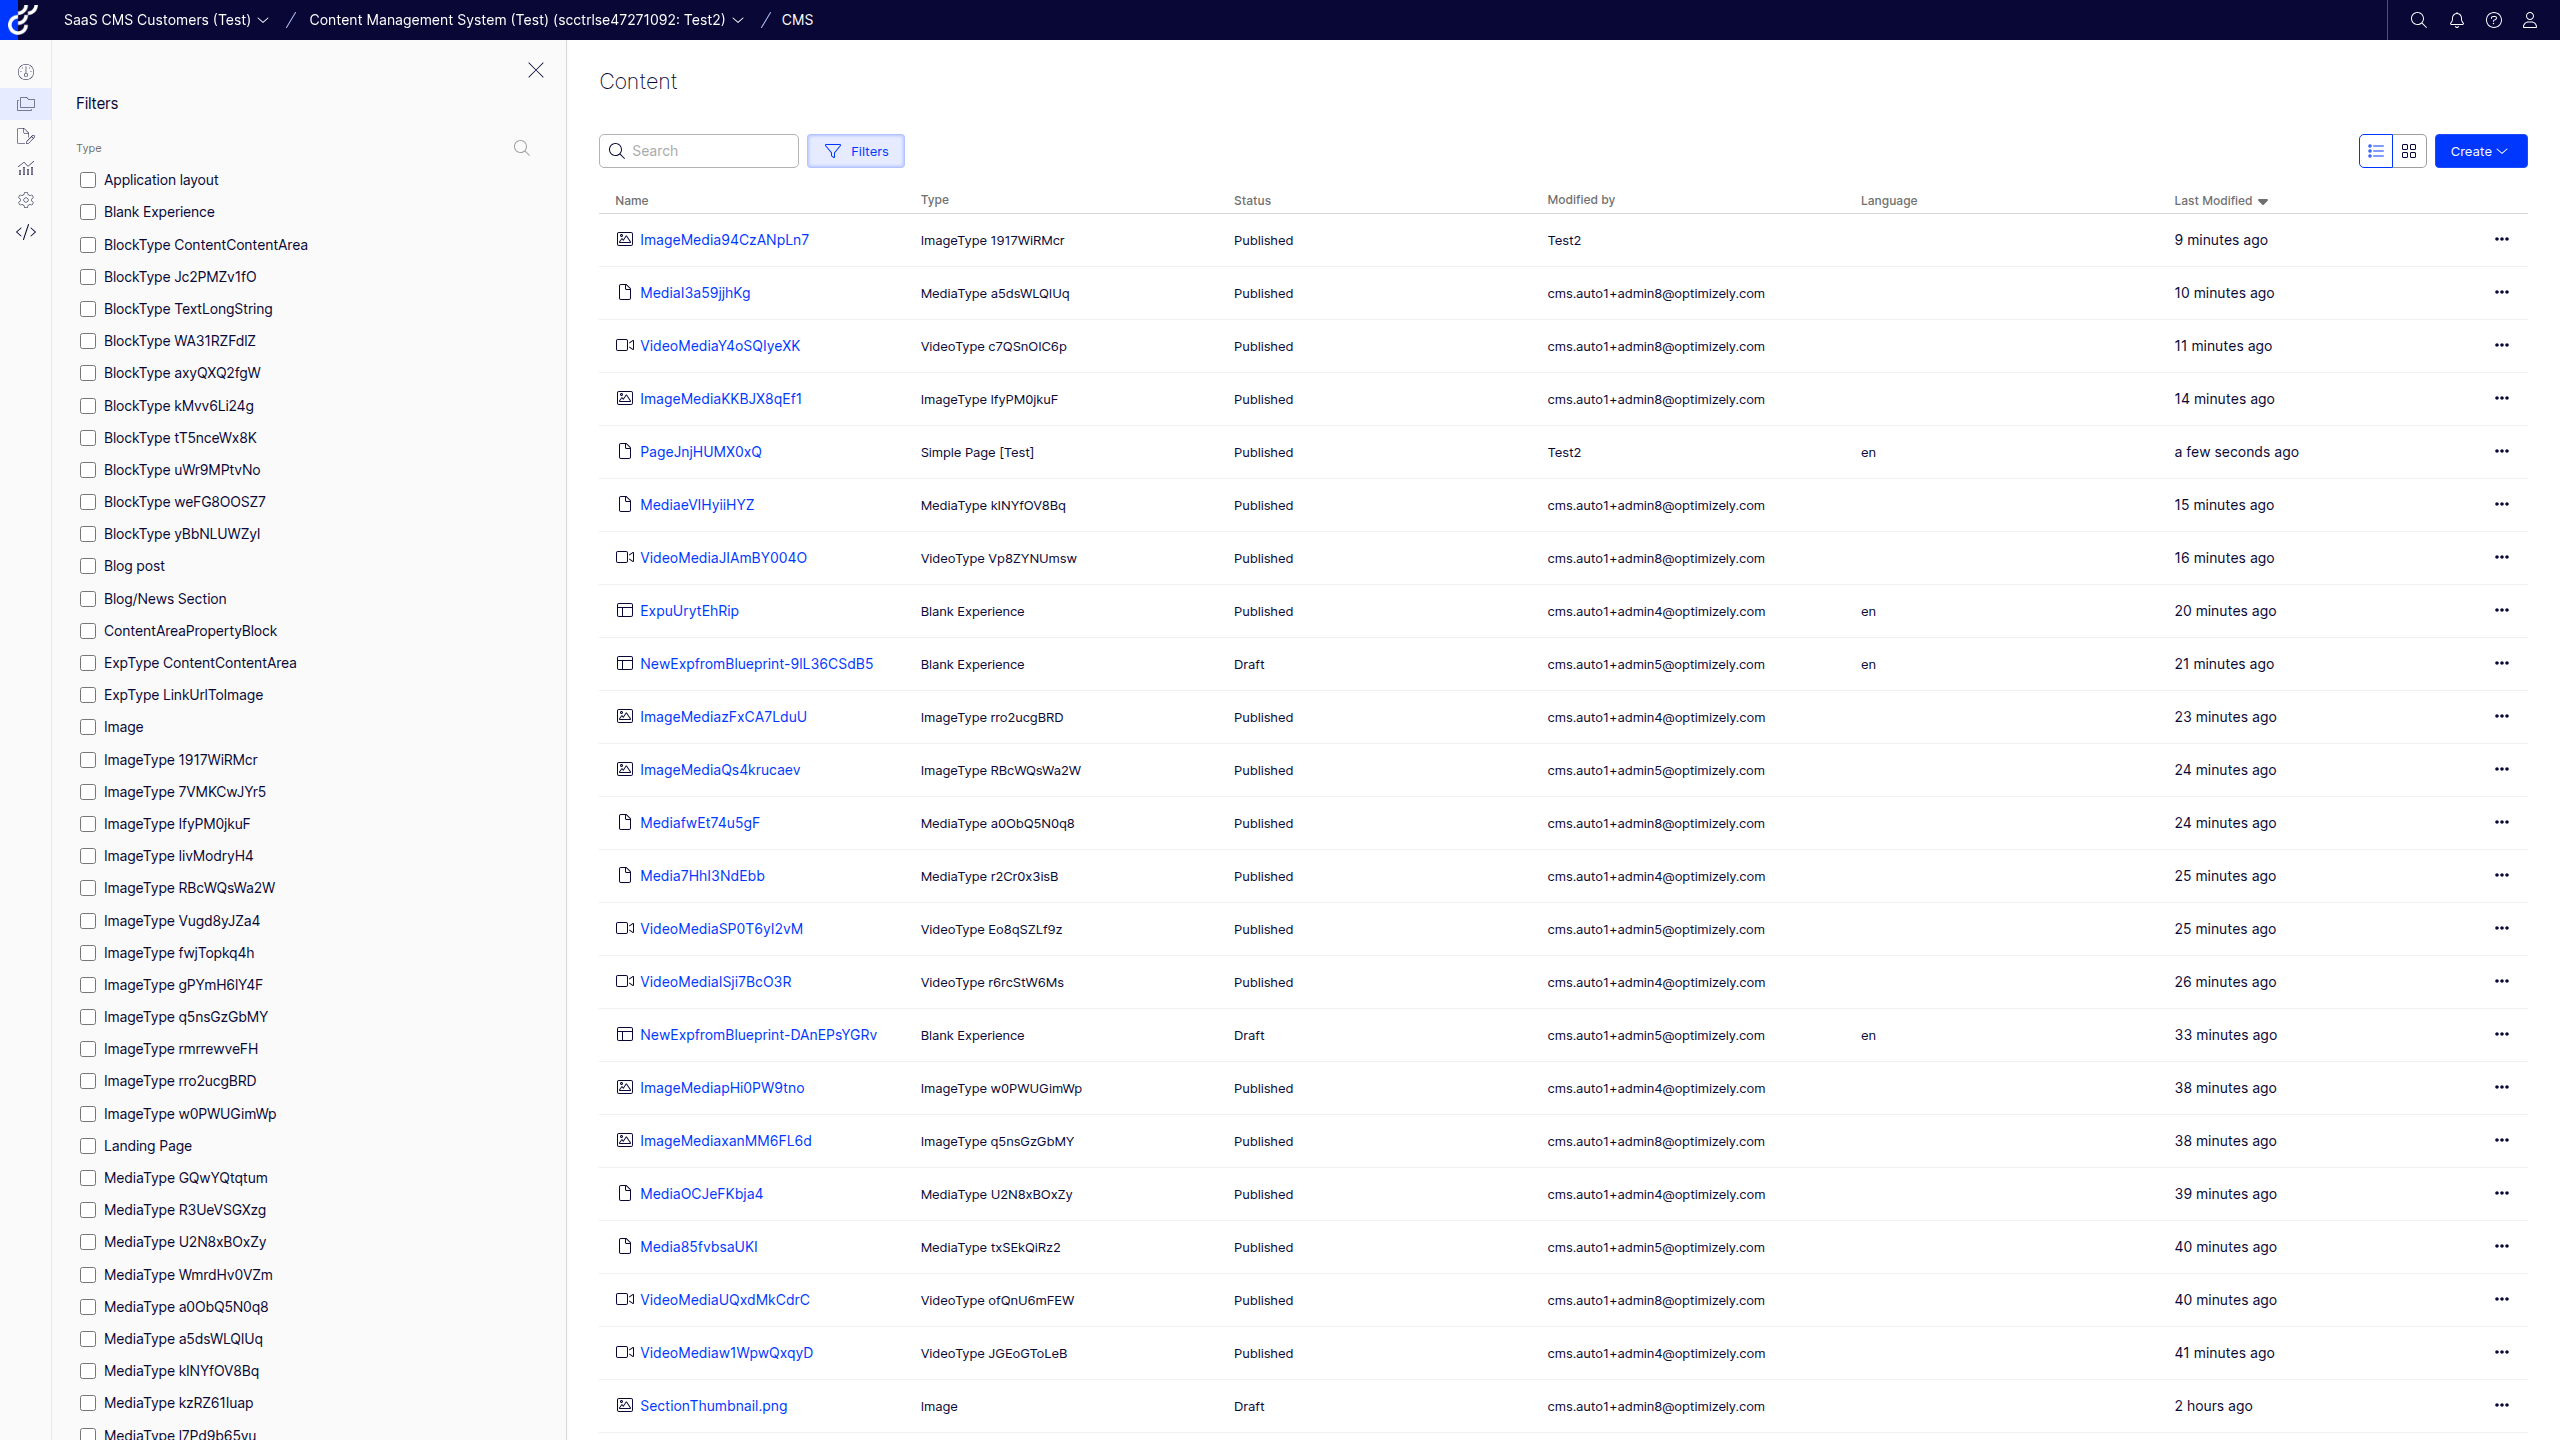 SaaS CMS Customers (Test) / Content Management System (Test) (scctrlse47271092: Test2) / CMS
Filters
Type
Application layout
Blank Experience
BlockType ContentContentArea
BlockType Jc2PMZv1fO
BlockType TextLongString
BlockType WA31RZFdlZ
BlockType axyQXQ2fgW
BlockType kMvv6Li24g
BlockType tT5nceWx8K
BlockType uWr9MPtvNo
BlockType weFG8OOSZ7
BlockType yBbNLUWZyI
Blog post
Blog/News Section
ContentAreaPropertyBlock
ExpType ContentContentArea
ExpType LinkUrlToImage
Image
ImageType 1917WiRMcr
ImageType 7VMKCwJYr5
ImageType IfyPM0jkuF
ImageType IivModryH4
ImageType RBcWQsWa2W
ImageType Vugd8yJZa4
ImageType fwjTopkq4h
ImageType gPYmH6lY4F
ImageType q5nsGzGbMY
ImageType rmrrewveFH
ImageType rro2ucgBRD
ImageType w0PWUGimWp
Landing Page
MediaType GQwYQtqtum
MediaType R3UeVSGXzg
MediaType U2N8xBOxZy
MediaType WmrdHv0VZm
MediaType a0ObQ5N0q8
MediaType a5dsWLQIUq
MediaType kINYfOV8Bq
MediaType kzRZ61luap
MediaType l7Pd9b65vu
Content
Search Filters Create
Name Type Status Modified by Language Last Modified
ImageMedia94CzANpLn7 ImageType 1917WiRMcr Published Test2 9 minutes ago
MediaI3a59jjhKg MediaType a5dsWLQIUq Published cms.auto1+admin8@optimizely.com 10 minutes ago
VideoMediaY4oSQIyeXK VideoType c7QSnOIC6p Published cms.auto1+admin8@optimizely.com 11 minutes ago
ImageMediaKKBJX8qEf1 ImageType IfyPM0jkuF Published cms.auto1+admin8@optimizely.com 14 minutes ago
PageJnjHUMX0xQ Simple Page [Test] Published Test2 en a few seconds ago
MediaeVIHyiiHYZ MediaType kINYfOV8Bq Published cms.auto1+admin8@optimizely.com 15 minutes ago
VideoMediaJIAmBY004O VideoType Vp8ZYNUmsw Published cms.auto1+admin8@optimizely.com 16 minutes ago
ExpuUrytEhRip Blank Experience Published cms.auto1+admin4@optimizely.com en 20 minutes ago
NewExpfromBlueprint-9lL36CSdB5 Blank Experience Draft cms.auto1+admin5@optimizely.com en 21 minutes ago
ImageMediazFxCA7LduU ImageType rro2ucgBRD Published cms.auto1+admin4@optimizely.com 23 minutes ago
ImageMediaQs4krucaev ImageType RBcWQsWa2W Published cms.auto1+admin5@optimizely.com 24 minutes ago
MediafwEt74u5gF MediaType a0ObQ5N0q8 Published cms.auto1+admin8@optimizely.com 24 minutes ago
Media7HhI3NdEbb MediaType r2Cr0x3isB Published cms.auto1+admin4@optimizely.com 25 minutes ago
VideoMediaSP0T6yI2vM VideoType Eo8qSZLf9z Published cms.auto1+admin5@optimizely.com 25 minutes ago
VideoMediaISji7BcO3R VideoType r6rcStW6Ms Published cms.auto1+admin4@optimizely.com 26 minutes ago
NewExpfromBlueprint-DAnEPsYGRv Blank Experience Draft cms.auto1+admin5@optimizely.com en 33 minutes ago
ImageMediapHi0PW9tno ImageType w0PWUGimWp Published cms.auto1+admin4@optimizely.com 38 minutes ago
ImageMediaxanMM6FL6d ImageType q5nsGzGbMY Published cms.auto1+admin8@optimizely.com 38 minutes ago
MediaOCJeFKbja4 MediaType U2N8xBOxZy Published cms.auto1+admin4@optimizely.com 39 minutes ago
Media85fvbsaUKI MediaType txSEkQiRz2 Published cms.auto1+admin5@optimizely.com 40 minutes ago
VideoMediaUQxdMkCdrC VideoType ofQnU6mFEW Published cms.auto1+admin8@optimizely.com 40 minutes ago
VideoMediaw1WpwQxqyD VideoType JGEoGToLeB Published cms.auto1+admin4@optimizely.com 41 minutes ago
SectionThumbnail.png Image Draft cms.auto1+admin8@optimizely.com 2 hours ago